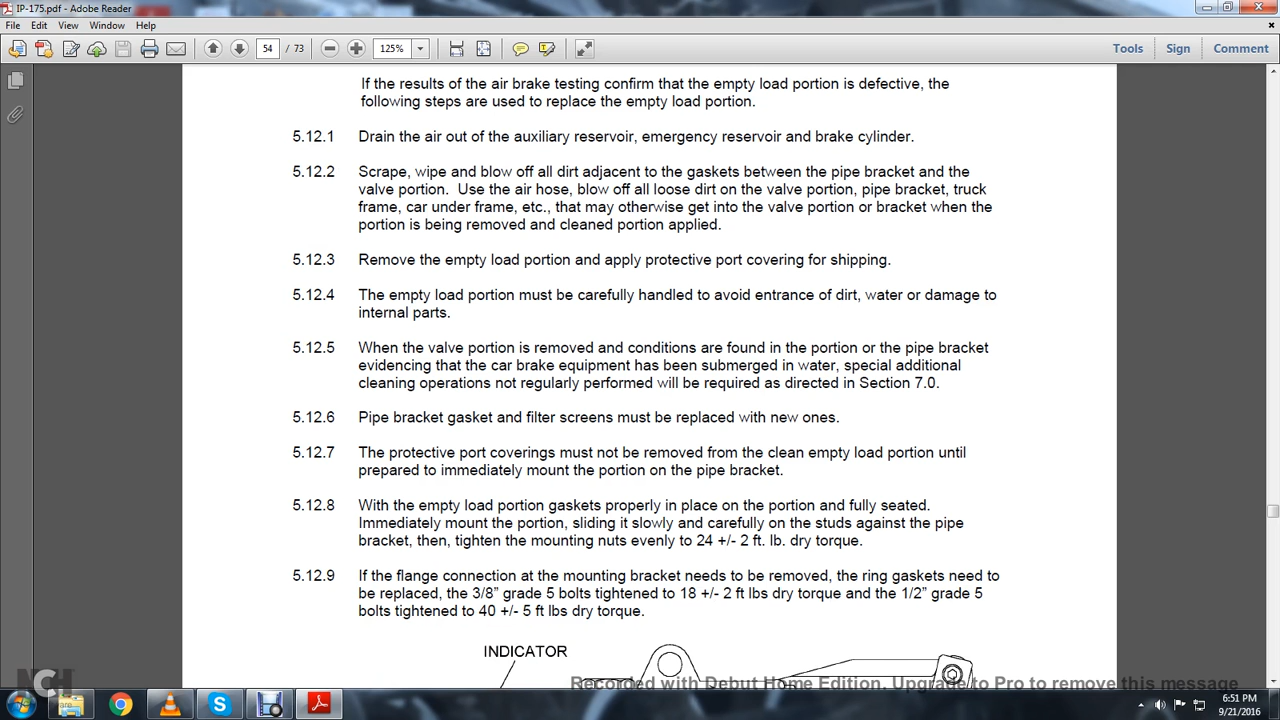 IP-175.pdf - Adobe Reader
File Edit View Window Help
54 / 73 125% Tools Sign Comment
If the results of the air brake testing confirm that the empty load portion is defective, the
following steps are used to replace the empty load portion.
5.12.1 Drain the air out of the auxiliary reservoir, emergency reservoir and brake cylinder.
5.12.2 Scrape, wipe and blow off all dirt adjacent to the gaskets between the pipe bracket and the
valve portion. Use the air hose, blow off all loose dirt on the valve portion, pipe bracket, truck
frame, car under frame, etc., that may otherwise get into the valve portion or bracket when the
portion is being removed and cleaned portion applied.
5.12.3 Remove the empty load portion and apply protective port covering for shipping.
5.12.4 The empty load portion must be carefully handled to avoid entrance of dirt, water or damage to
internal parts.
5.12.5 When the valve portion is removed and conditions are found in the portion or the pipe bracket
evidencing that the car brake equipment has been submerged in water, special additional
cleaning operations not regularly performed will be required as directed in Section 7.0.
5.12.6 Pipe bracket gasket and filter screens must be replaced with new ones.
5.12.7 The protective port coverings must not be removed from the clean empty load portion until
prepared to immediately mount the portion on the pipe bracket.
5.12.8 With the empty load portion gaskets properly in place on the portion and fully seated.
Immediately mount the portion, sliding it slowly and carefully on the studs against the pipe
bracket, then, tighten the mounting nuts evenly to 24 +/- 2 ft. lb. dry torque.
5.12.9 If the flange connection at the mounting bracket needs to be removed, the ring gaskets need to
be replaced, the 3/8” grade 5 bolts tightened to 18 +/- 2 ft lbs dry torque and the 1/2” grade 5
bolts tightened to 40 +/- 5 ft lbs dry torque.
INDICATOR
Recorded with Debut Home Edition. Upgrade to Pro to remove this message
NCH
6:51 PM
9/21/2016